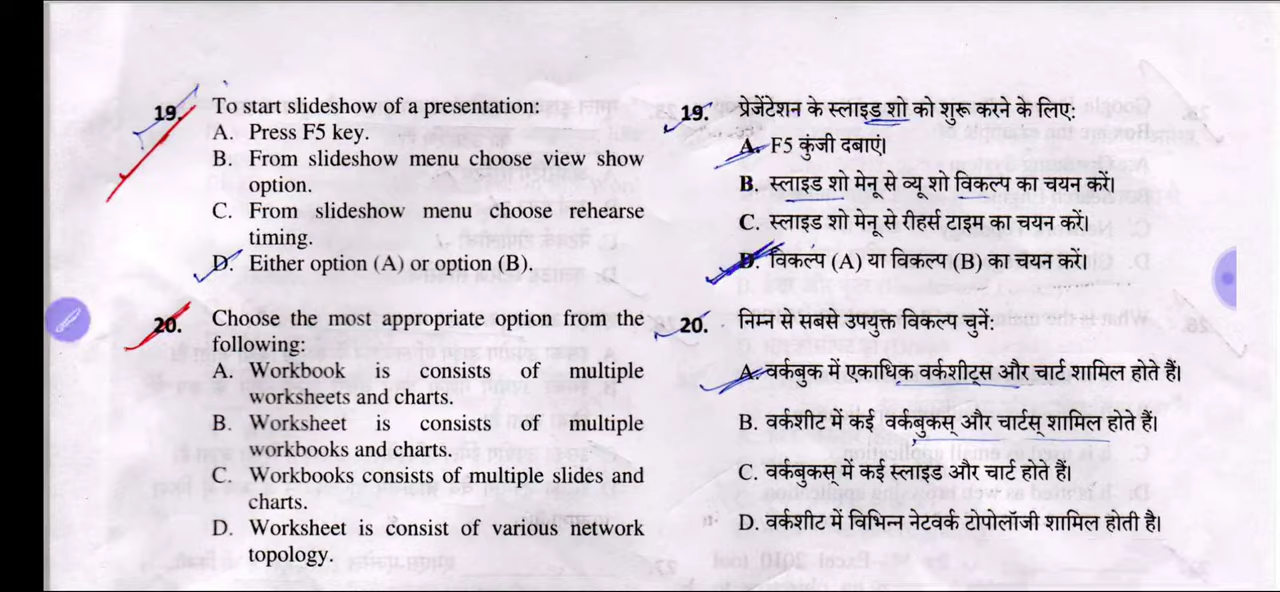 19. To start slideshow of a presentation:
A. Press F5 key.
B. From slideshow menu choose view show
option.
C. From slideshow menu choose rehearse
timing.
D. Either option (A) or option (B).
20. Choose the most appropriate option from the
following:
A. Workbook is consists of multiple
worksheets and charts.
B. Worksheet is consists of multiple
workbooks and charts.
C. Workbooks consists of multiple slides and
charts.
D. Worksheet is consist of various network
topology.
19. प्रेजेंटेशन के स्लाइड शो को शुरू करने के लिए:
A. F5 कुंजी दबाएं।
B. स्लाइड शो मेनू से व्यू शो विकल्प का चयन करें।
C. स्लाइड शो मेनू से रीहर्स टाइम का चयन करें।
D. विकल्प (A) या विकल्प (B) का चयन करें।
20. निम्न से सबसे उपयुक्त विकल्प चुनें:
A. वर्कबुक में एकाधिक वर्कशीट्स और चार्ट शामिल होते हैं।
B. वर्कशीट में कई वर्कबुकस् और चार्टस् शामिल होते हैं।
C. वर्कबुकस् में कई स्लाइड और चार्ट होते हैं।
D. वर्कशीट में विभिन्न नेटवर्क टोपोलॉजी शामिल होती है।